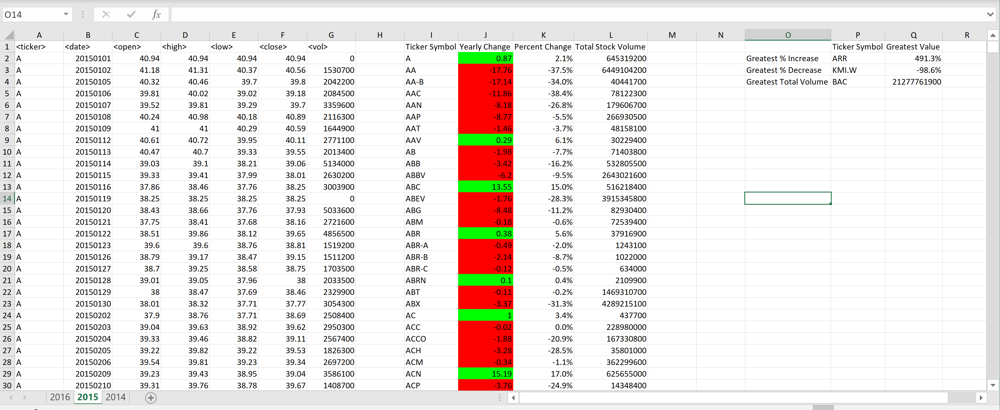 O14 fx
A B C D E F G H I J K L M N O P Q R
1 <ticker> <date> <open> <high> <low> <close> <vol> Ticker Symbol Yearly Change Percent Change Total Stock Volume Ticker Symbol Greatest Value
2 A 20150101 40.94 40.94 40.94 40.94 0 A 0.87 2.1% 645319200 Greatest % Increase ARR 491.3%
3 A 20150102 41.18 41.31 40.37 40.56 1530700 AA -17.76 -37.5% 6449104200 Greatest % Decrease KMI.W -98.6%
4 A 20150105 40.32 40.46 39.7 39.8 2042200 AA-B -17.14 -34.0% 40441700 Greatest Total Volume BAC 21277761900
5 A 20150106 39.81 40.02 39.02 39.18 2084500 AAC -11.86 -38.4% 78122300
6 A 20150107 39.52 39.81 39.29 39.7 3359600 AAN -8.18 -26.8% 179606700
7 A 20150108 40.24 40.98 40.18 40.89 2116300 AAP -8.77 -5.5% 266930500
8 A 20150109 41 41 40.29 40.59 1644900 AAT -1.46 -3.7% 48158100
9 A 20150112 40.61 40.72 39.95 40.11 2771100 AAV 0.29 6.1% 30229400
10 A 20150113 40.47 40.7 39.33 39.55 2013400 AB -1.98 -7.7% 71403800
11 A 20150114 39.03 39.1 38.21 39.06 5134000 ABB -3.42 -16.2% 532805500
12 A 20150115 39.33 39.41 37.99 38.01 2630200 ABBV -6.2 -9.5% 2643021600
13 A 20150116 37.86 38.46 37.76 38.25 3003900 ABC 13.55 15.0% 516218400
14 A 20150119 38.25 38.25 38.25 38.25 0 ABEV -1.76 -28.3% 3915345800
15 A 20150120 38.43 38.66 37.76 37.93 5033600 ABG -8.48 -11.2% 82930400
16 A 20150121 37.75 38.41 37.68 38.16 2721600 ABM -0.18 -0.6% 72539400
17 A 20150122 38.51 39.86 38.12 39.65 4856500 ABR 0.38 5.6% 37916900
18 A 20150123 39.6 39.6 38.76 38.81 1519200 ABR-A -0.49 -2.0% 1243100
19 A 20150126 38.79 39.17 38.47 39.15 1511200 ABR-B -2.14 -8.7% 1022000
20 A 20150127 38.7 39.25 38.58 38.75 1703500 ABR-C -0.12 -0.5% 634000
21 A 20150128 39.01 39.05 37.96 38 2033500 ABRN 0.1 0.4% 2109900
22 A 20150129 38 38.47 37.69 38.46 2329900 ABT -0.11 -0.2% 1469310700
23 A 20150130 38.01 38.32 37.71 37.77 3054300 ABX -3.37 -31.3% 4289215100
24 A 20150202 37.9 38.76 37.71 38.69 2508400 AC 1 3.4% 437700
25 A 20150203 39.04 39.63 38.92 39.62 2950300 ACC -0.02 0.0% 228980000
26 A 20150204 39.33 39.46 38.82 39.11 2567400 ACCO -1.88 -20.9% 167330800
27 A 20150205 39.22 39.82 39.22 39.53 1826300 ACH -3.28 -28.5% 35801000
28 A 20150206 39.54 39.81 39.23 39.34 2697200 ACM -0.34 -1.1% 362299600
29 A 20150209 39.23 39.43 38.95 39.04 3586100 ACN 15.19 17.0% 625655000
30 A 20150210 39.31 39.76 38.78 39.67 1408700 ACP -3.76 -24.9% 14348400
2016 2015 2014